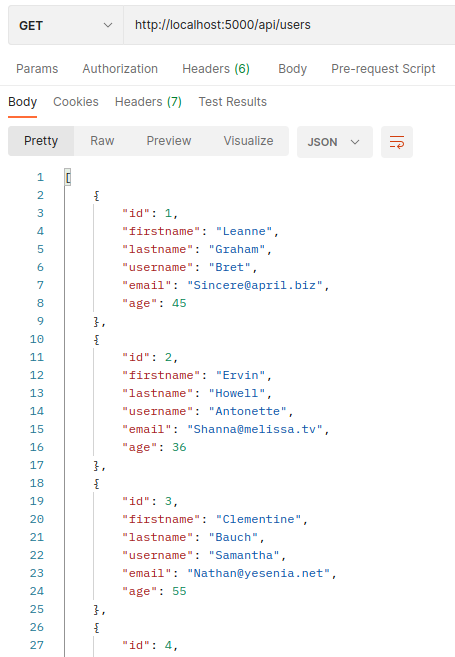 GET http://localhost:5000/api/users
Params Authorization Headers (6) Body Pre-request Script
Body Cookies Headers (7) Test Results
Pretty Raw Preview Visualize JSON
1 [
2 {
3 "id": 1,
4 "firstname": "Leanne",
5 "lastname": "Graham",
6 "username": "Bret",
7 "email": "Sincere@april.biz",
8 "age": 45
9 },
10 {
11 "id": 2,
12 "firstname": "Ervin",
13 "lastname": "Howell",
14 "username": "Antonette",
15 "email": "Shanna@melissa.tv",
16 "age": 36
17 },
18 {
19 "id": 3,
20 "firstname": "Clementine",
21 "lastname": "Bauch",
22 "username": "Samantha",
23 "email": "Nathan@yesenia.net",
24 "age": 55
25 },
26 {
27 "id": 4,